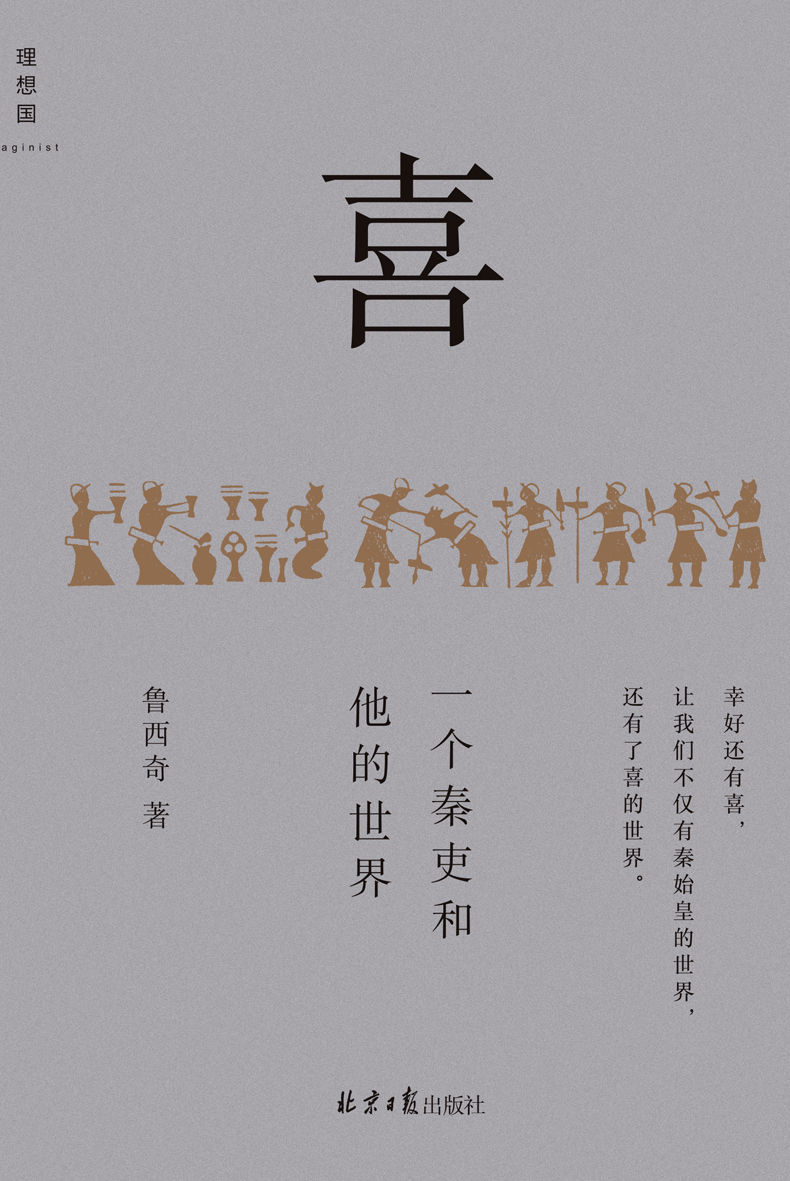 理想国
aginist
喜
幸好还有喜，
让我们不仅有秦始皇的世界，
还有了喜的世界。
一个秦吏和
他的世界
鲁西奇 著
北京日报出版社